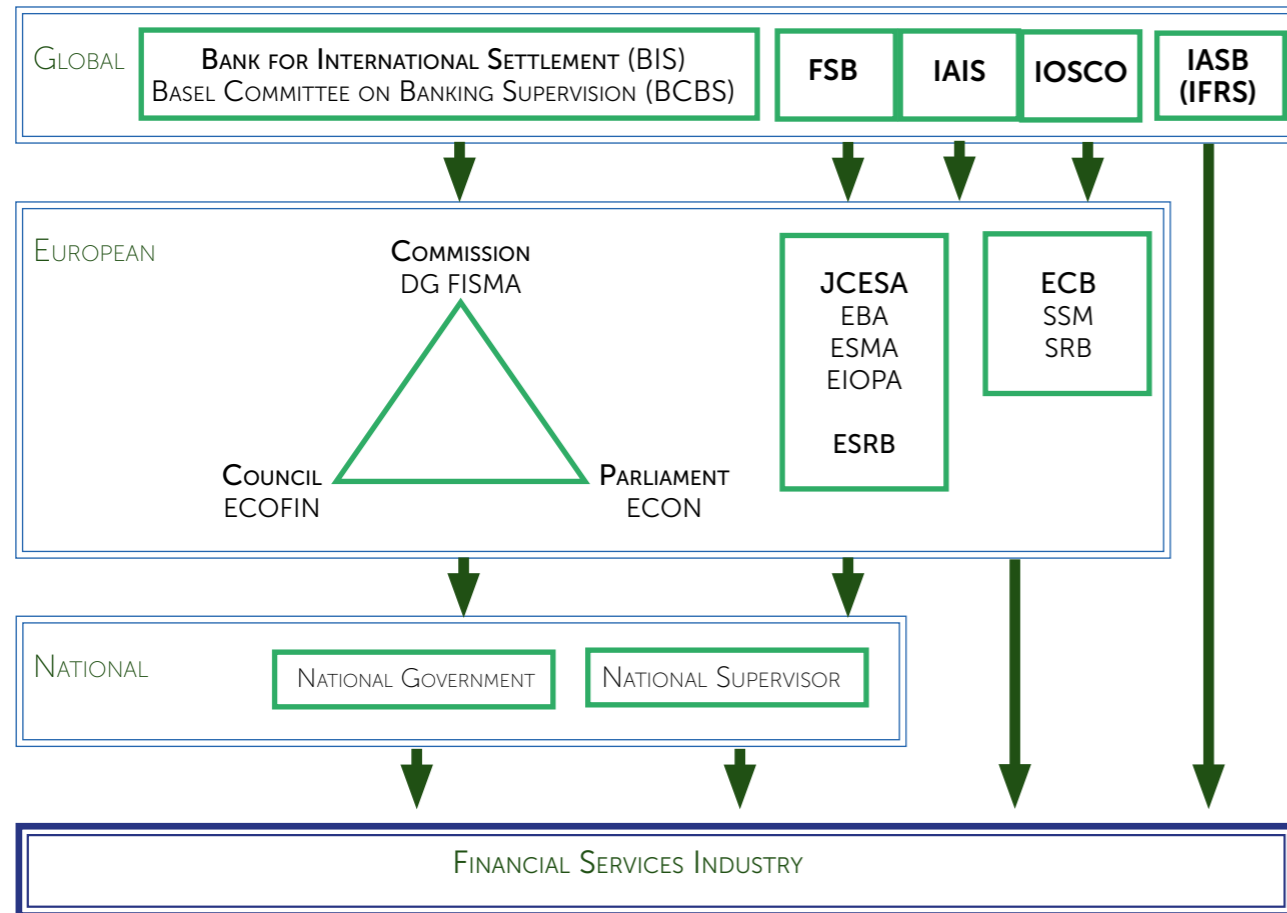 Global
Bank for International Settlement (BIS)
Basel Committee on Banking Supervision (BCBS)
FSB
IAIS
IOSCO
IASB
(IFRS)
European
Commission
DG FISMA
Council
ECOFIN
Parliament
ECON
JCESA
EBA
ESMA
EIOPA
ESRB
ECB
SSM
SRB
National
National Government
National Supervisor
Financial Services Industry